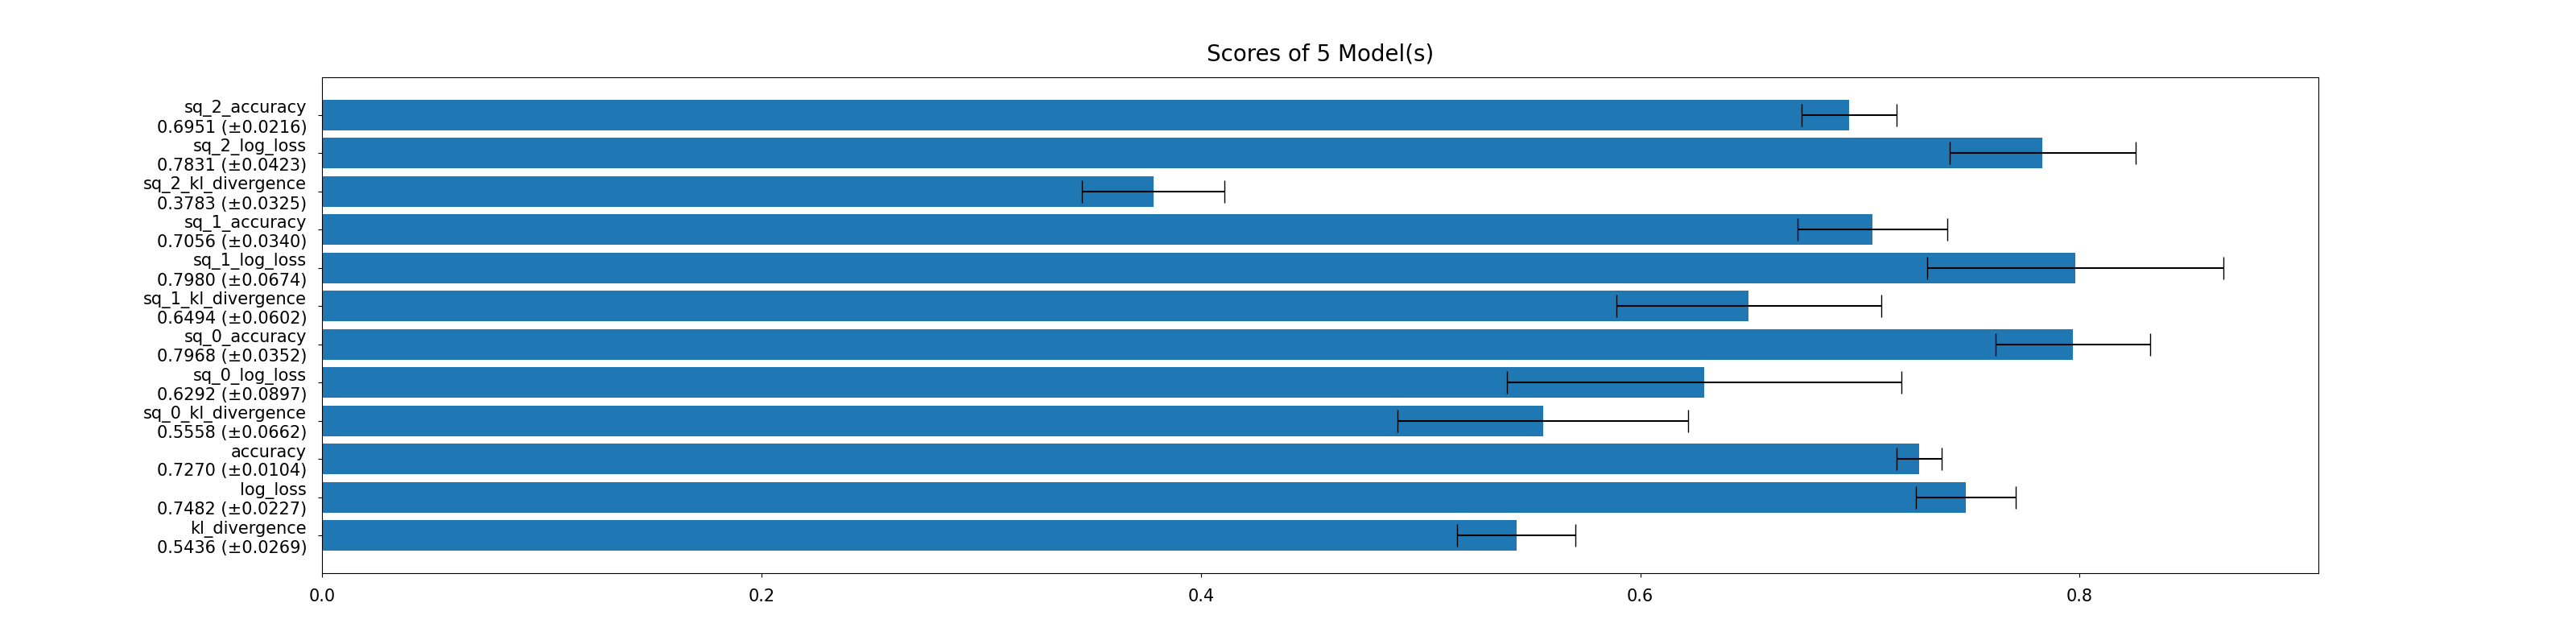 Scores of 5 Model(s)
sq_2_accuracy
0.6951 (±0.0216)
sq_2_log_loss
0.7831 (±0.0423)
sq_2_kl_divergence
0.3783 (±0.0325)
sq_1_accuracy
0.7056 (±0.0340)
sq_1_log_loss
0.7980 (±0.0674)
sq_1_kl_divergence
0.6494 (±0.0602)
sq_0_accuracy
0.7968 (±0.0352)
sq_0_log_loss
0.6292 (±0.0897)
sq_0_kl_divergence
0.5558 (±0.0662)
accuracy
0.7270 (±0.0104)
log_loss
0.7482 (±0.0227)
kl_divergence
0.5436 (±0.0269)
0.0 0.2 0.4 0.6 0.8